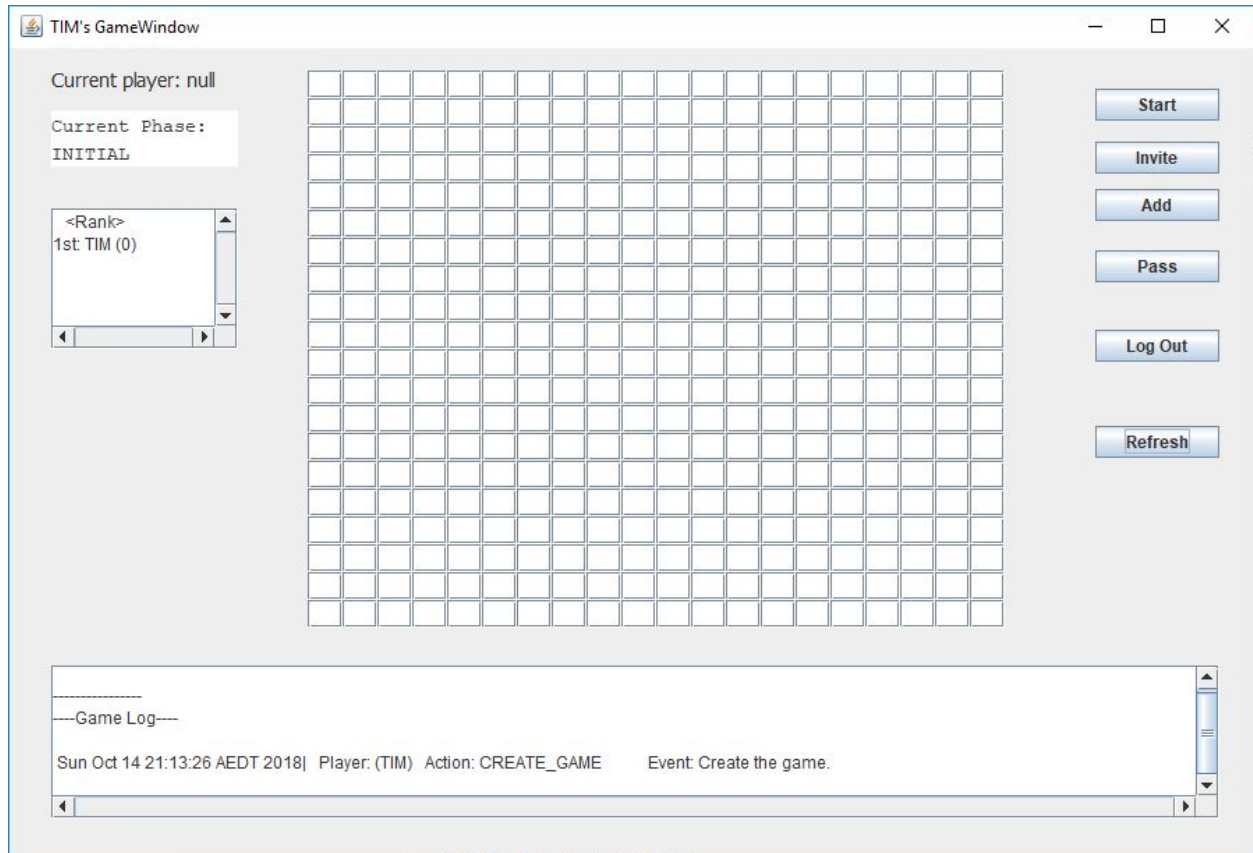 TIM's GameWindow
Current player: null
Current Phase:
INITIAL
<Rank>
1st: TIM (0)
Start
Invite
Add
Pass
Log Out
Refresh
----------------
----Game Log----
Sun Oct 14 21:13:26 AEDT 2018| Player: (TIM) Action: CREATE_GAME Event: Create the game.